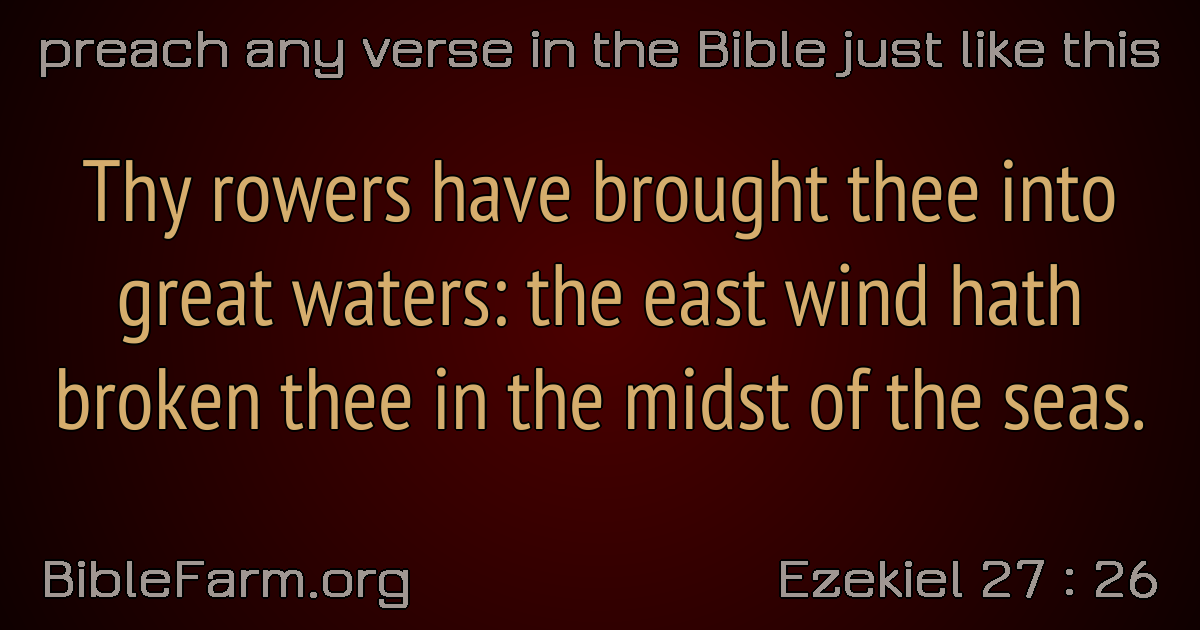 preach any verse in the Bible just like this
Thy rowers have brought thee into
great waters: the east wind hath
broken thee in the midst of the seas.
BibleFarm.org
Ezekiel 27 : 26